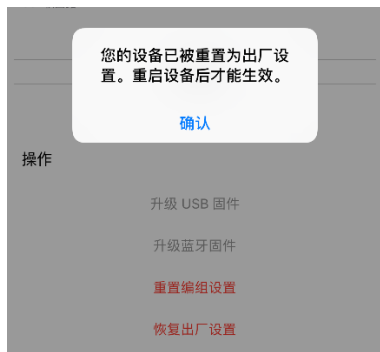 您的设备已被重置为出厂设
置。重启设备后才能生效。
确认
操作
升级 USB 固件
升级蓝牙固件
重置编组设置
恢复出厂设置